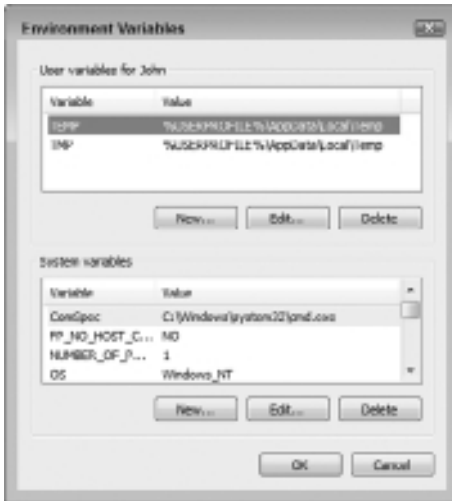 Environment Variables
User variables for John
Variable Value
TEMP %USERPROFILE%\AppData\Local\Temp
TMP %USERPROFILE%\AppData\Local\Temp
New... Edit... Delete
System variables
Variable Value
ComSpec C:\Windows\system32\cmd.exe
FP_NO_HOST_C... NO
NUMBER_OF_P... 1
OS Windows_NT
New... Edit... Delete
OK Cancel